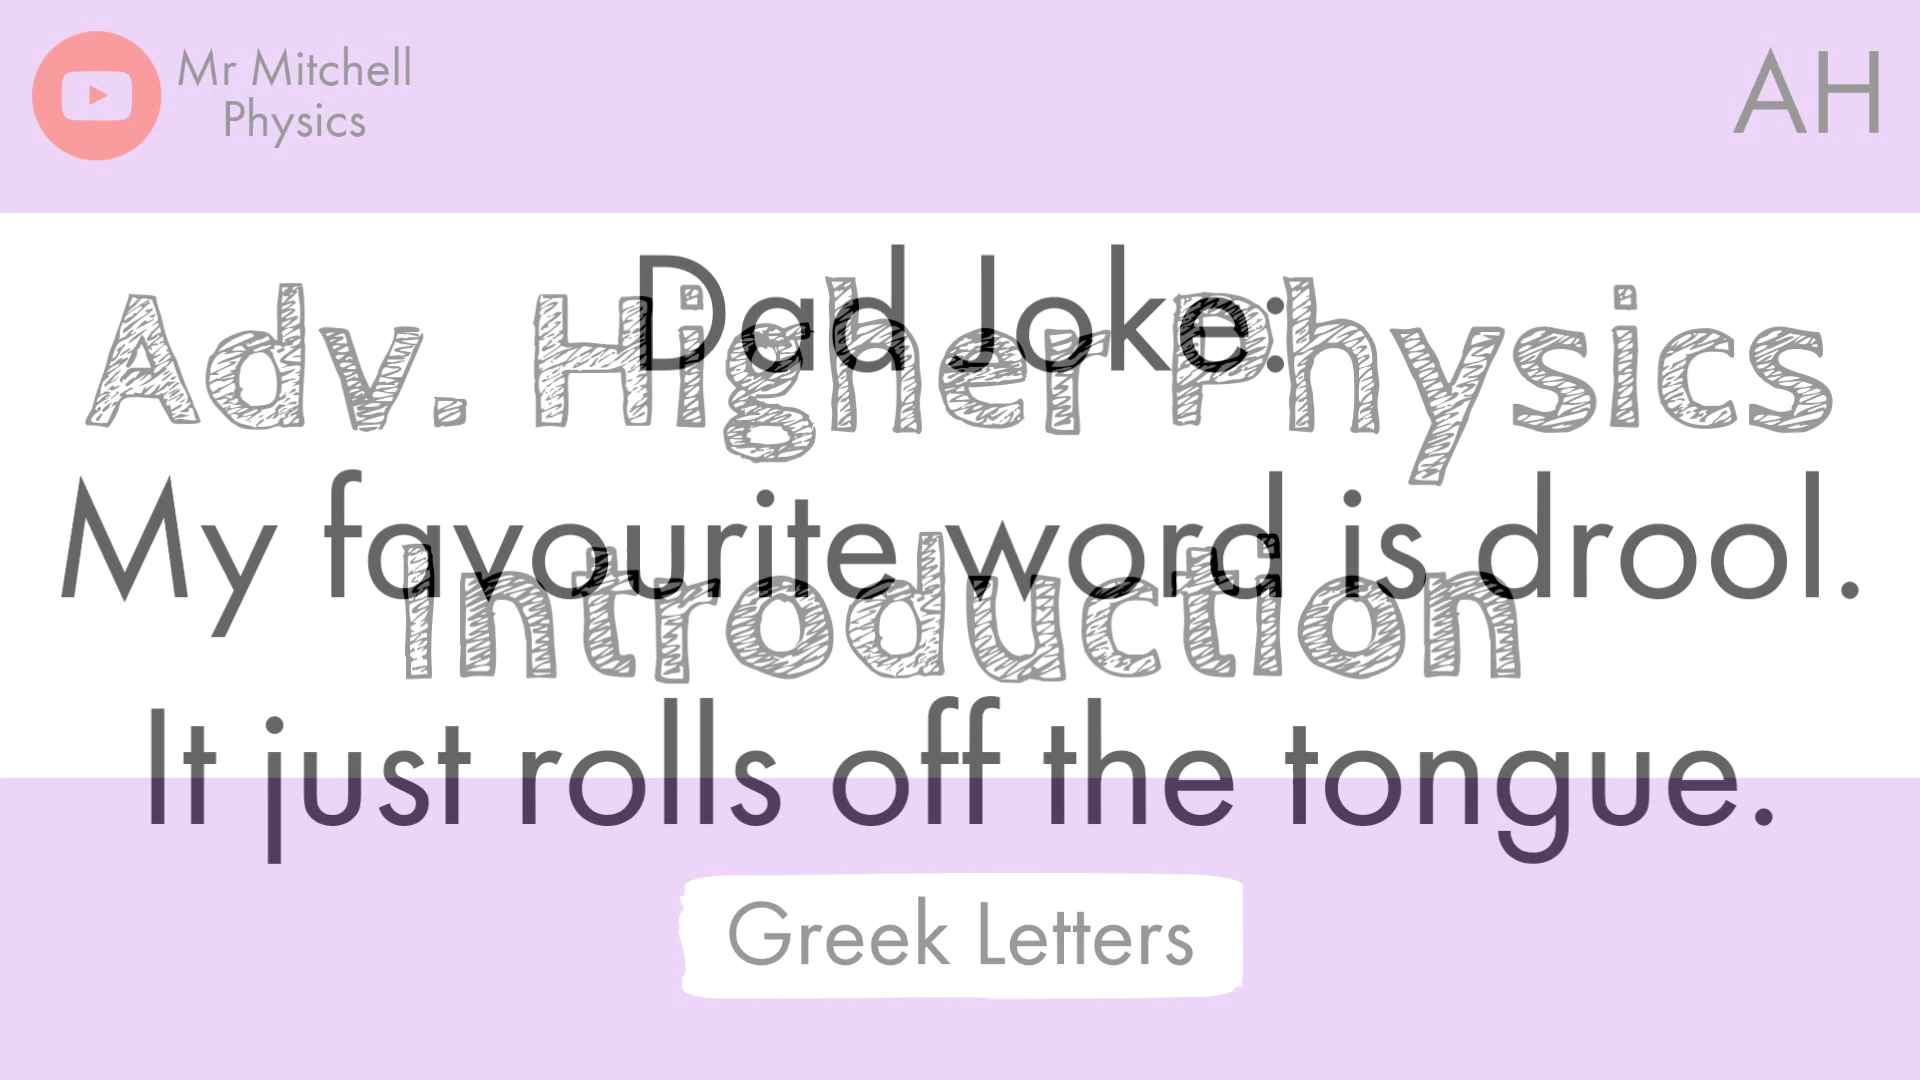 Mr Mitchell
Physics
AH
Dad Joke:
Adv. Higher Physics
My favourite word is drool.
Introduction
It just rolls off the tongue.
Greek Letters